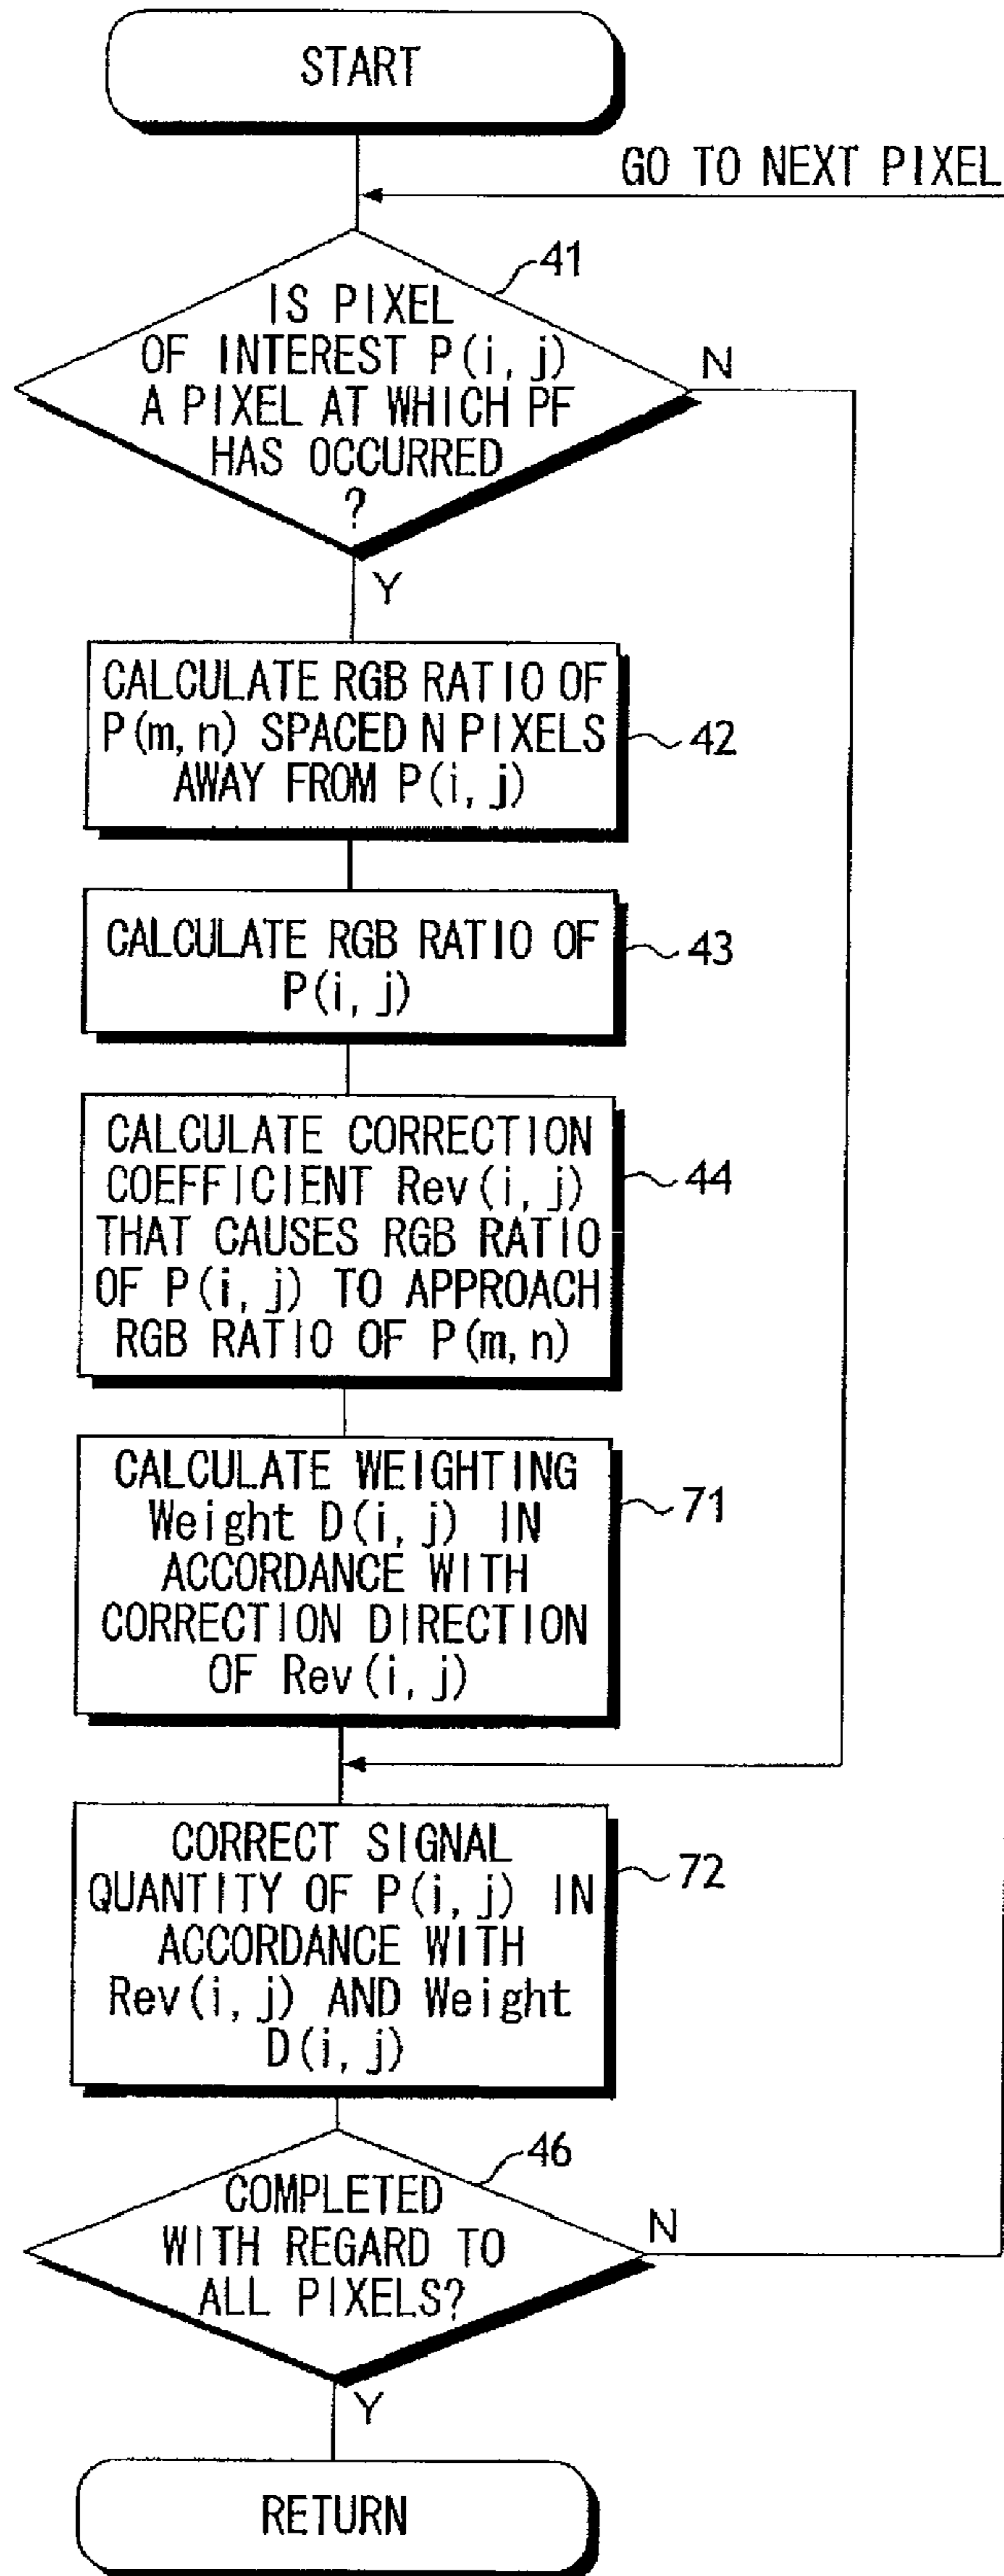 START
GO TO NEXT PIXEL
41
IS PIXEL
OF INTEREST P(i, j)
A PIXEL AT WHICH PF
HAS OCCURRED
?
N
Y
CALCULATE RGB RATIO OF
P(m, n) SPACED N PIXELS
AWAY FROM P(i, j)
42
CALCULATE RGB RATIO OF
P(i, j)
43
CALCULATE CORRECTION
COEFFICIENT Rev(i, j)
THAT CAUSES RGB RATIO
OF P(i, j) TO APPROACH
RGB RATIO OF P(m, n)
44
CALCULATE WEIGHTING
Weight D(i, j) IN
ACCORDANCE WITH
CORRECTION DIRECTION
OF Rev(i, j)
71
CORRECT SIGNAL
QUANTITY OF P(i, j) IN
ACCORDANCE WITH
Rev(i, j) AND Weight
D(i, j)
72
46
COMPLETED
WITH REGARD TO
ALL PIXELS?
N
Y
RETURN